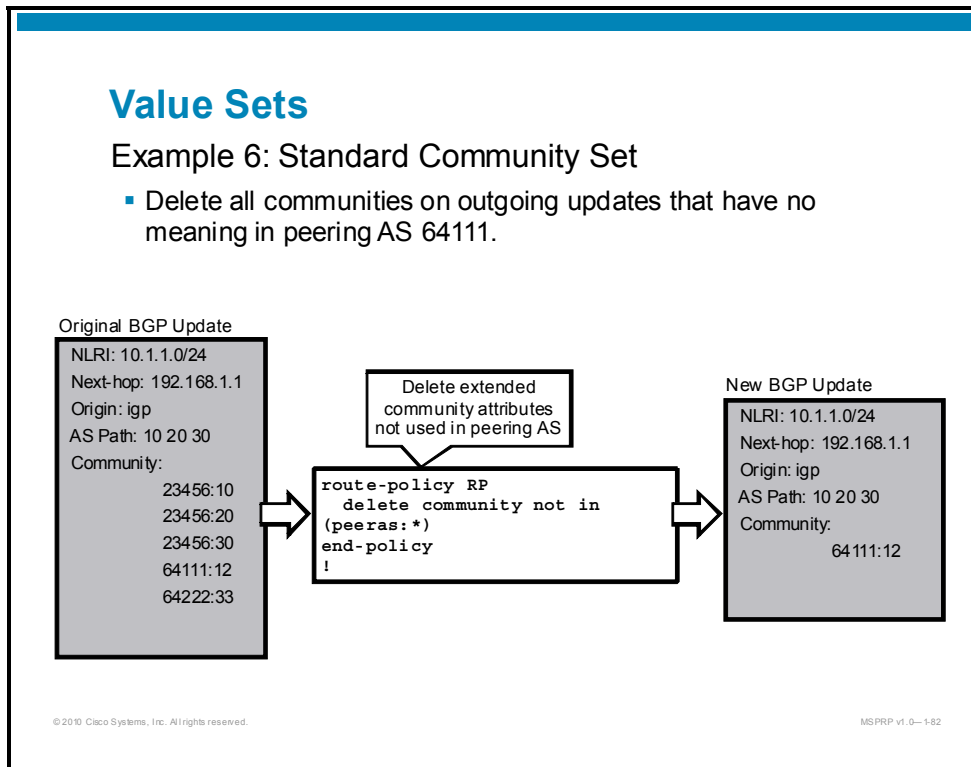 Value Sets
Example 6: Standard Community Set
▪ Delete all communities on outgoing updates that have no
meaning in peering AS 64111.
Original BGP Update
NLRI: 10.1.1.0/24
Next-hop: 192.168.1.1
Origin: igp
AS Path: 10 20 30
Community:
23456:10
23456:20
23456:30
64111:12
64222:33
Delete extended
community attributes
not used in peering AS
route-policy RP
delete community not in
(peeras:*)
end-policy
!
New BGP Update
NLRI: 10.1.1.0/24
Next-hop: 192.168.1.1
Origin: igp
AS Path: 10 20 30
Community:
64111:12
© 2010 Cisco Systems, Inc. All rights reserved.
MSPRP v1.0—1-82